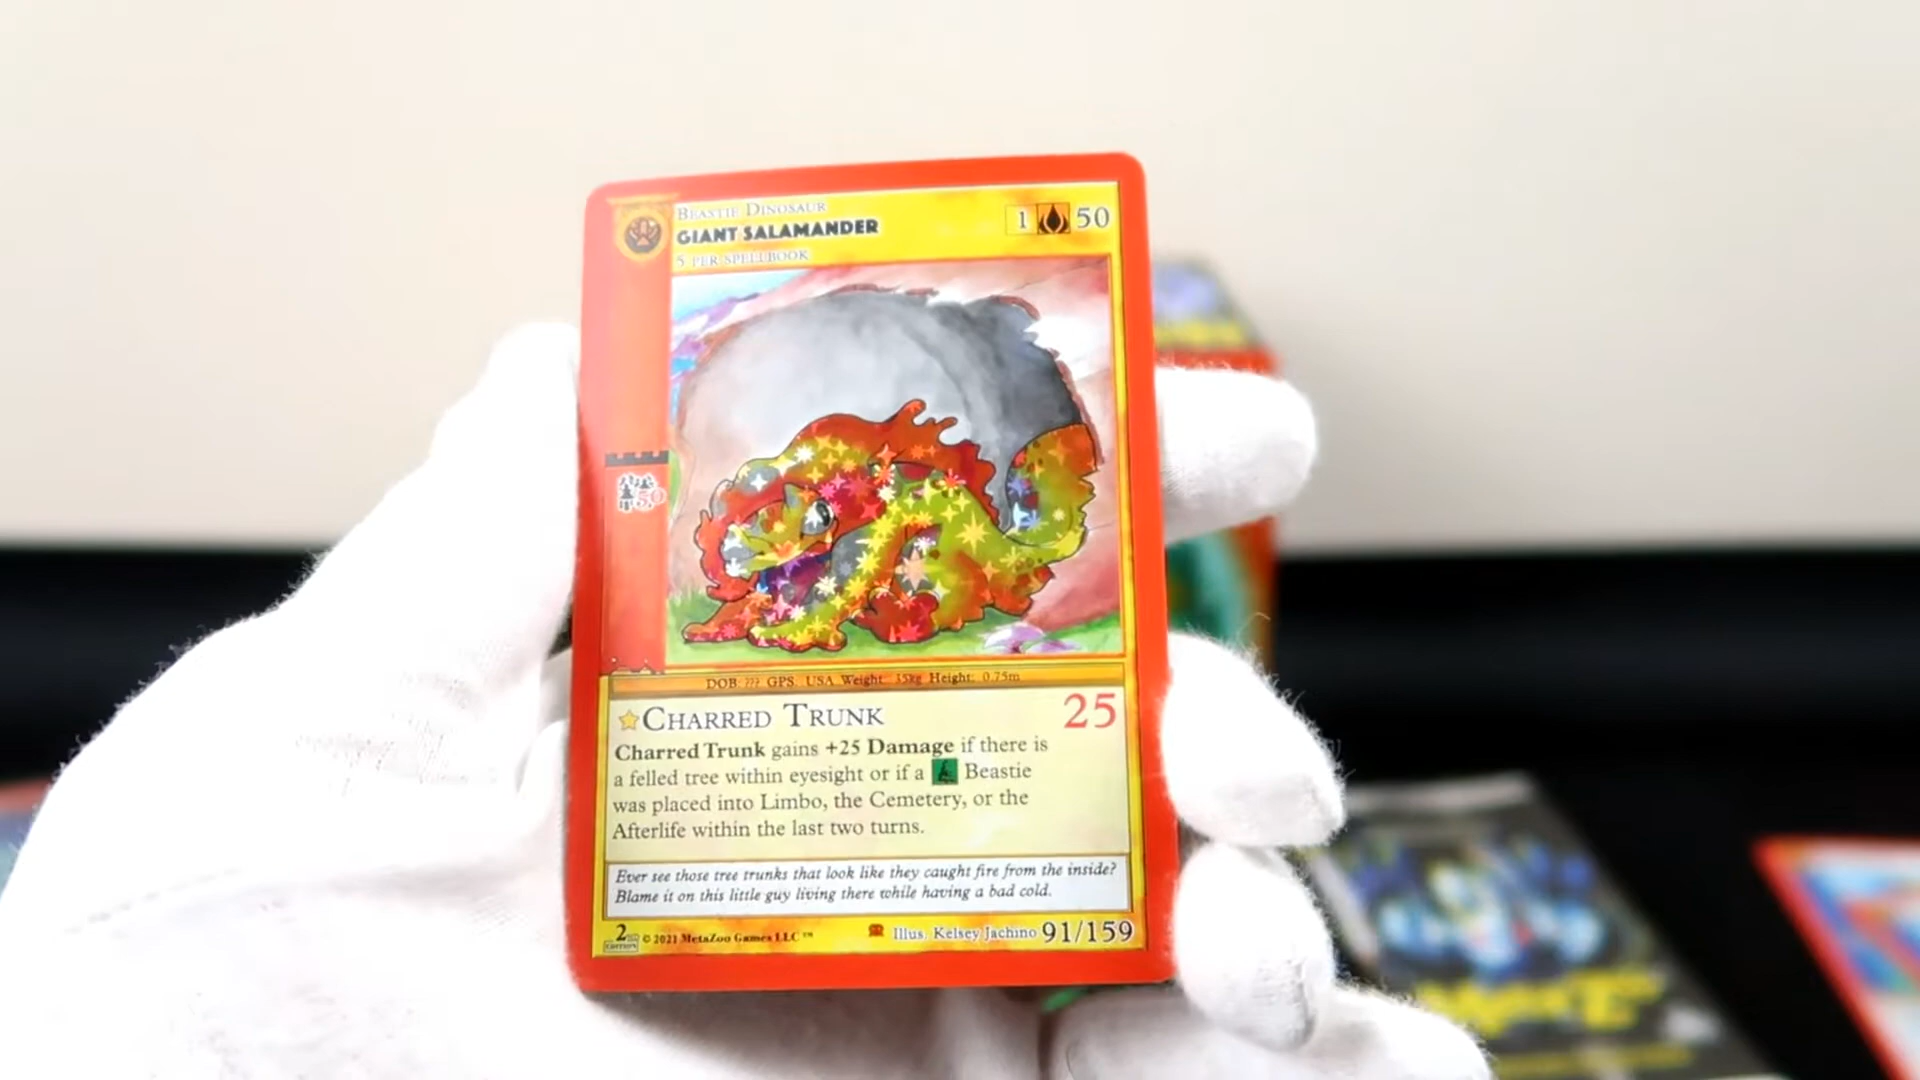 BEASTIE DINOSAUR
GIANT SALAMANDER
1 50
5 PER SPELLBOOK
50
DOB: ??? GPS: USA Weight: 35kg Height: 0.75m
CHARRED TRUNK 25
Charred Trunk gains +25 Damage if there is
a felled tree within eyesight or if a Beastie
was placed into Limbo, the Cemetery, or the
Afterlife within the last two turns.
Ever see those tree trunks that look like they caught fire from the inside?
Blame it on this little guy living there while having a bad cold.
2ND EDITION © 2021 MetaZoo Games LLC ™ Illus. Kelsey Jachino 91/159